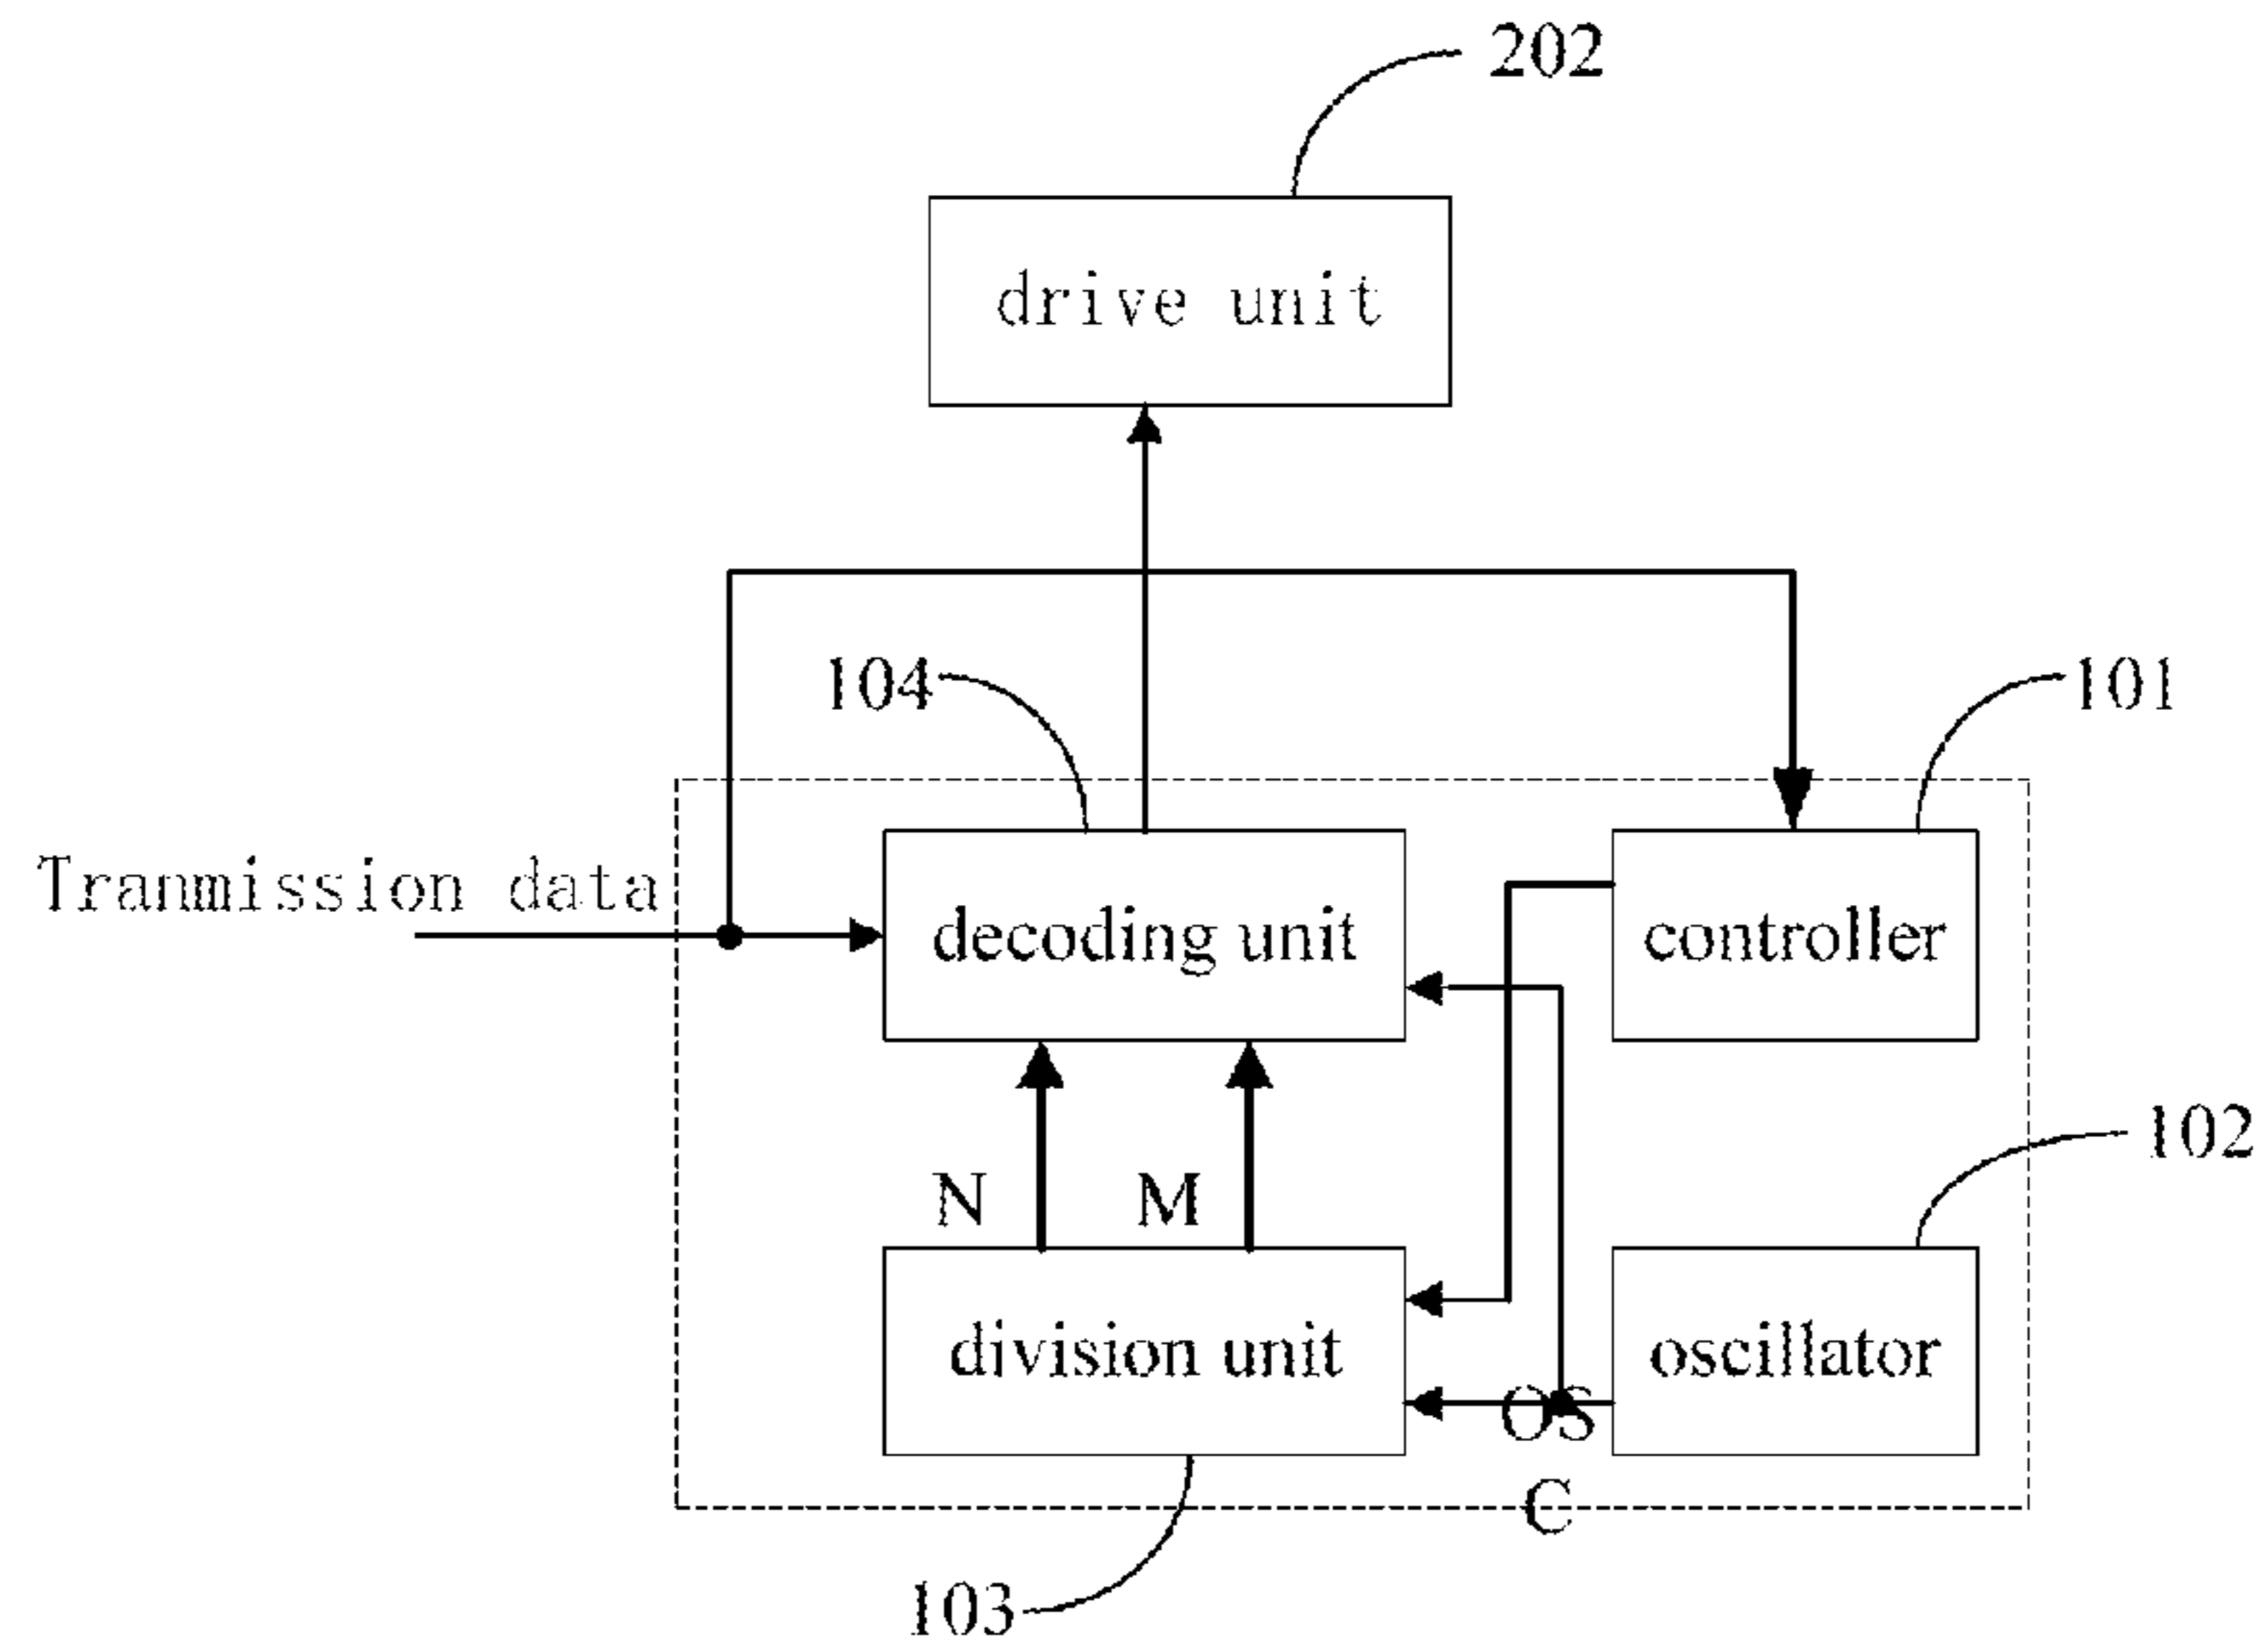 202
drive unit
104
101
Tranmission data
decoding unit
controller
102
N
M
division unit
oscillator
OS
C
103